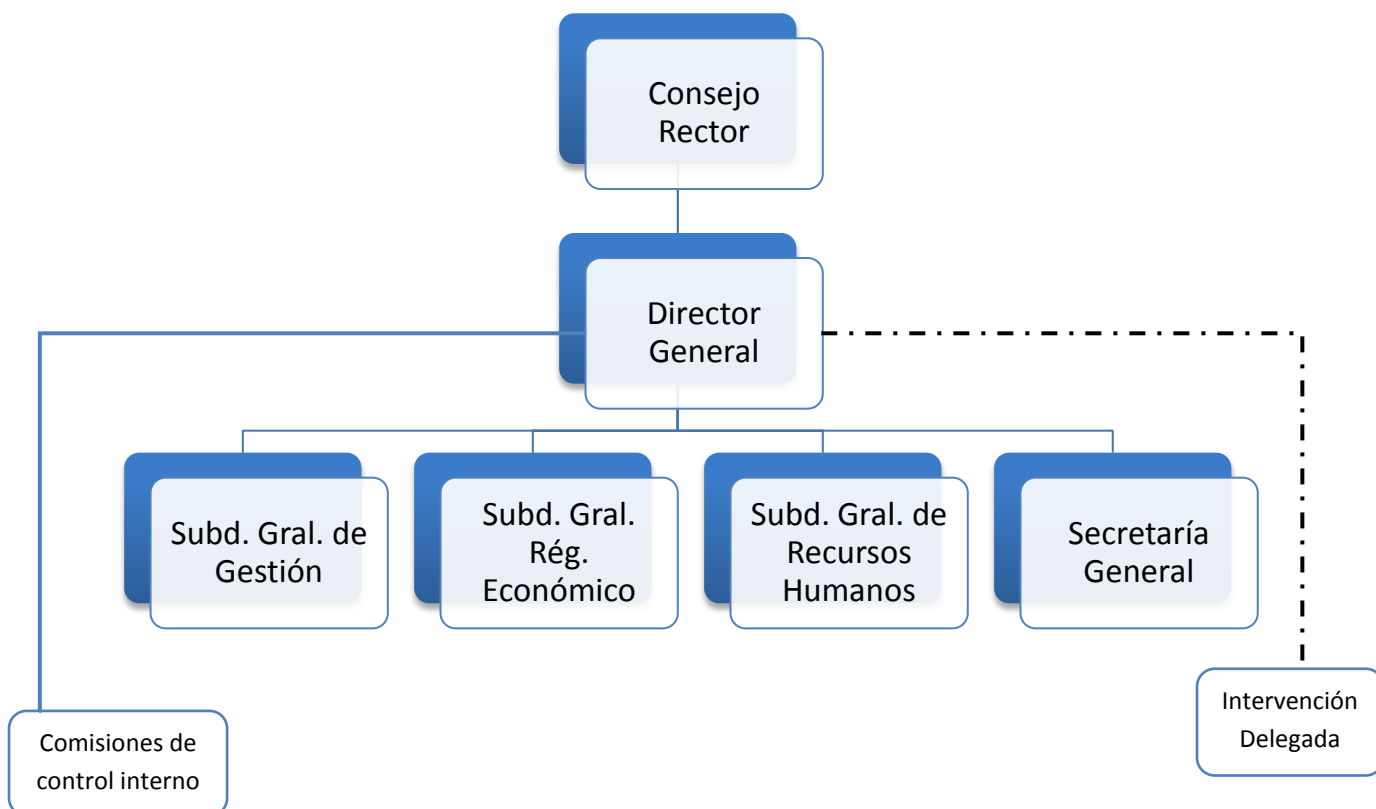 Consejo
Rector
Director
General
Subd. Gral. de
Gestión
Subd. Gral.
Rég.
Económico
Subd. Gral. de
Recursos
Humanos
Secretaría
General
Comisiones de
control interno
Intervención
Delegada